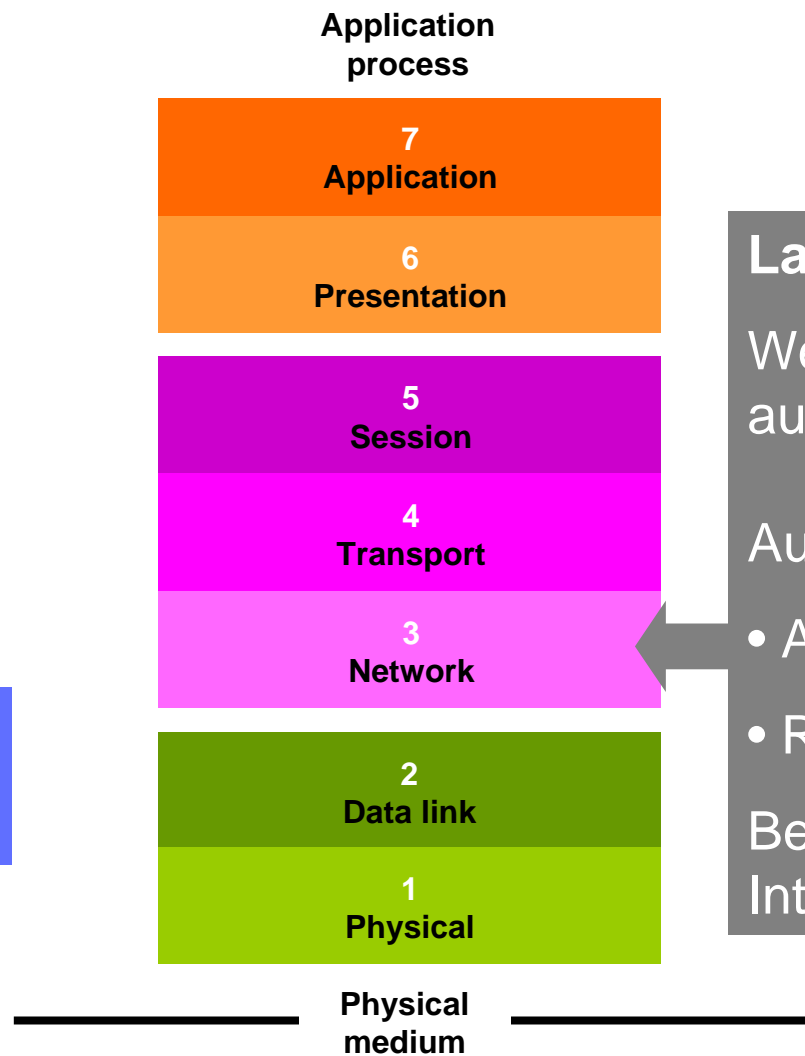 Application
process
7
Application
6
Presentation
5
Session
4
Transport
3
Network
2
Data link
1
Physical
Physical
medium